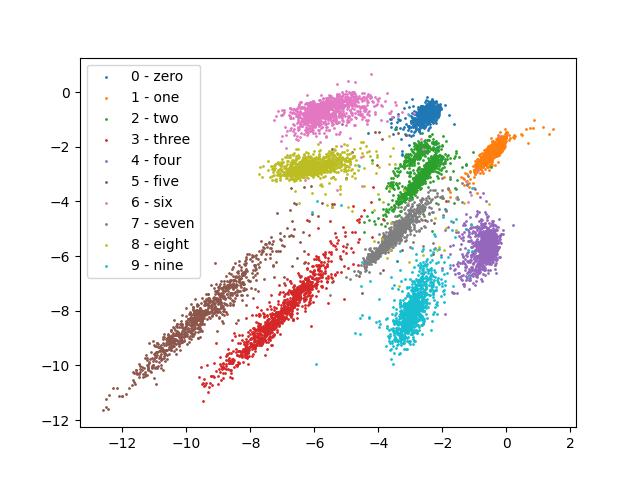 0 - zero
1 - one
2 - two
3 - three
4 - four
5 - five
6 - six
7 - seven
8 - eight
9 - nine
0
−2
−4
−6
−8
−10
−12
−12 −10 −8 −6 −4 −2 0 2